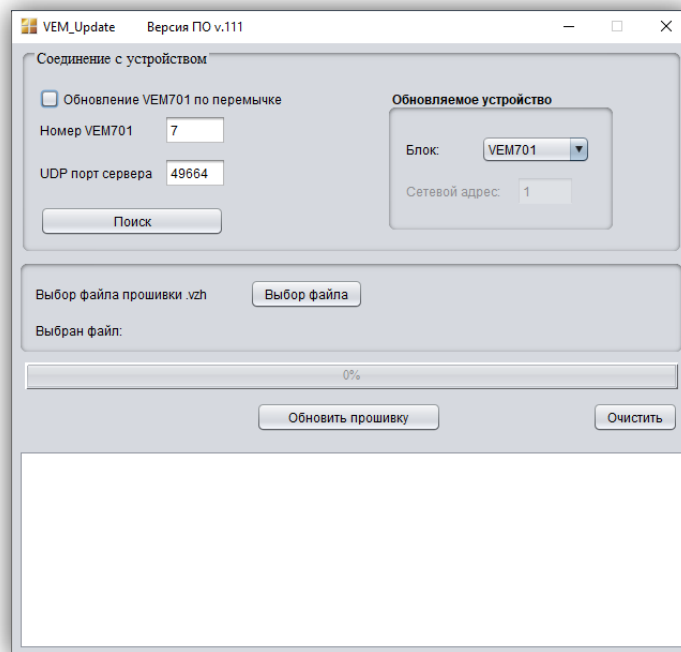 VEM_Update Версия ПО v.111
Соединение с устройством
Обновление VEM701 по перемычке
Номер VEM701 7
UDP порт сервера 49664
Поиск
Обновляемое устройство
Блок: VEM701
Сетевой адрес: 1
Выбор файла прошивки .vzh Выбор файла
Выбран файл:
0%
Обновить прошивку Очистить